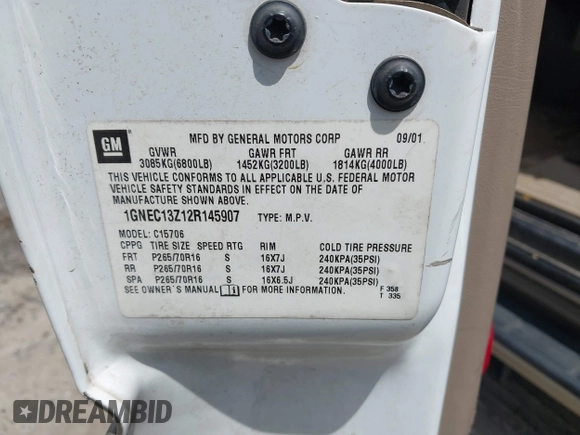 GM
MFD BY GENERAL MOTORS CORP 09/01
GVWR GAWR FRT GAWR RR
3085KG(6800LB) 1452KG(3200LB) 1814KG(4000LB)
THIS VEHICLE CONFORMS TO ALL APPLICABLE U.S. FEDERAL MOTOR
VEHICLE SAFETY STANDARDS IN EFFECT ON THE DATE OF
MANUFACTURE SHOWN ABOVE.
1GNEC13Z12R145907 TYPE: M.P.V.
MODEL: C15706
CPPG TIRE SIZE SPEED RTG RIM COLD TIRE PRESSURE
FRT P265/70R16 S 16X7J 240KPA(35PSI)
RR P265/70R16 S 16X7J 240KPA(35PSI)
SPA P265/70R16 S 16X6.5J 240KPA(35PSI)
SEE OWNER'S MANUAL FOR MORE INFORMATION.
F 358
T 335
DREAMBID